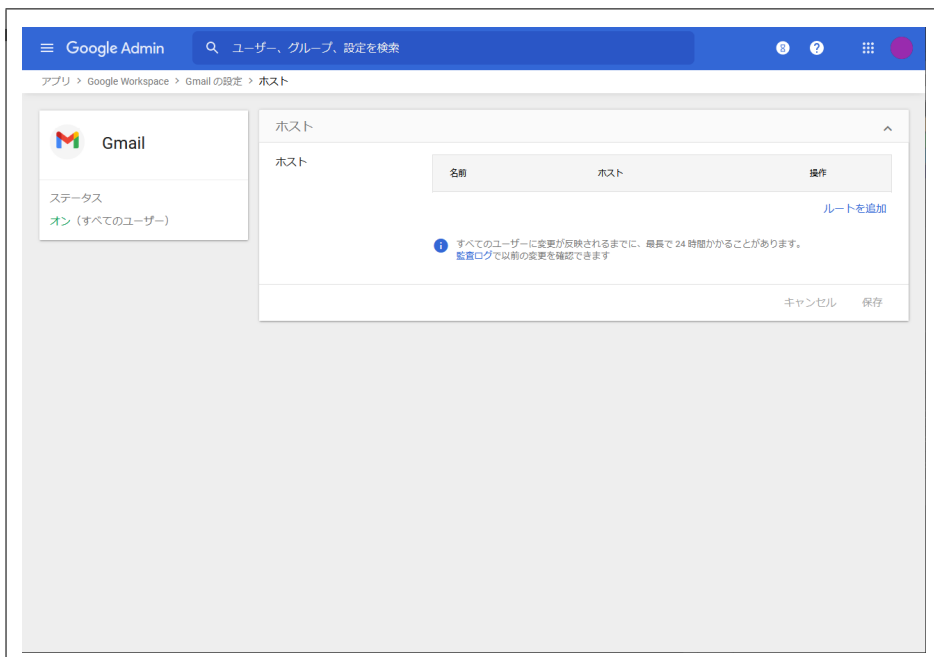 Google Admin
ユーザー、グループ、設定を検索
8
?
アプリ > Google Workspace > Gmail の設定 > ホスト
Gmail
ステータス
オン（すべてのユーザー）
ホスト
ホスト
名前 ホスト 操作
ルートを追加
すべてのユーザーに変更が反映されるまでに、最長で 24 時間かかることがあります。
監査ログで以前の変更を確認できます
キャンセル 保存